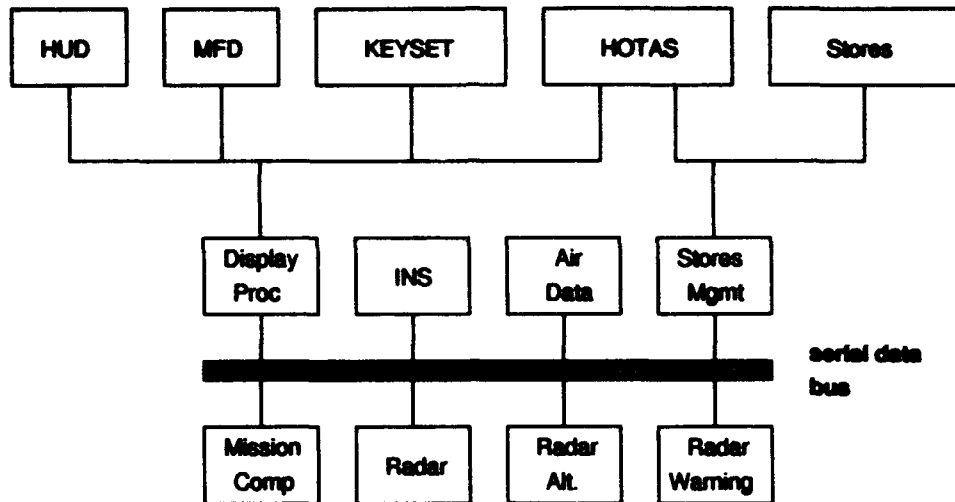 HUD
MFD
KEYSET
HOTAS
Stores
Display
Proc
INS
Air
Data
Stores
Mgmt
serial data
bus
Mission
Comp
Radar
Radar
Alt.
Radar
Warning